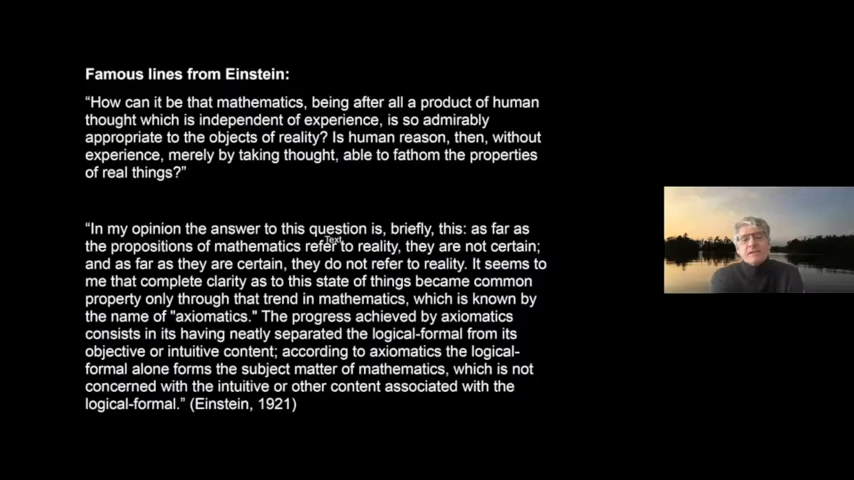 Famous lines from Einstein:
“How can it be that mathematics, being after all a product of human
thought which is independent of experience, is so admirably
appropriate to the objects of reality? Is human reason, then, without
experience, merely by taking thought, able to fathom the properties
of real things?”
“In my opinion the answer to this question is, briefly, this: as far as
Text
the propositions of mathematics refer to reality, they are not certain;
and as far as they are certain, they do not refer to reality. It seems to
me that complete clarity as to this state of things became common
property only through that trend in mathematics, which is known by
the name of "axiomatics." The progress achieved by axiomatics
consists in its having neatly separated the logical-formal from its
objective or intuitive content; according to axiomatics the logical-
formal alone forms the subject matter of mathematics, which is not
concerned with the intuitive or other content associated with the
logical-formal.” (Einstein, 1921)